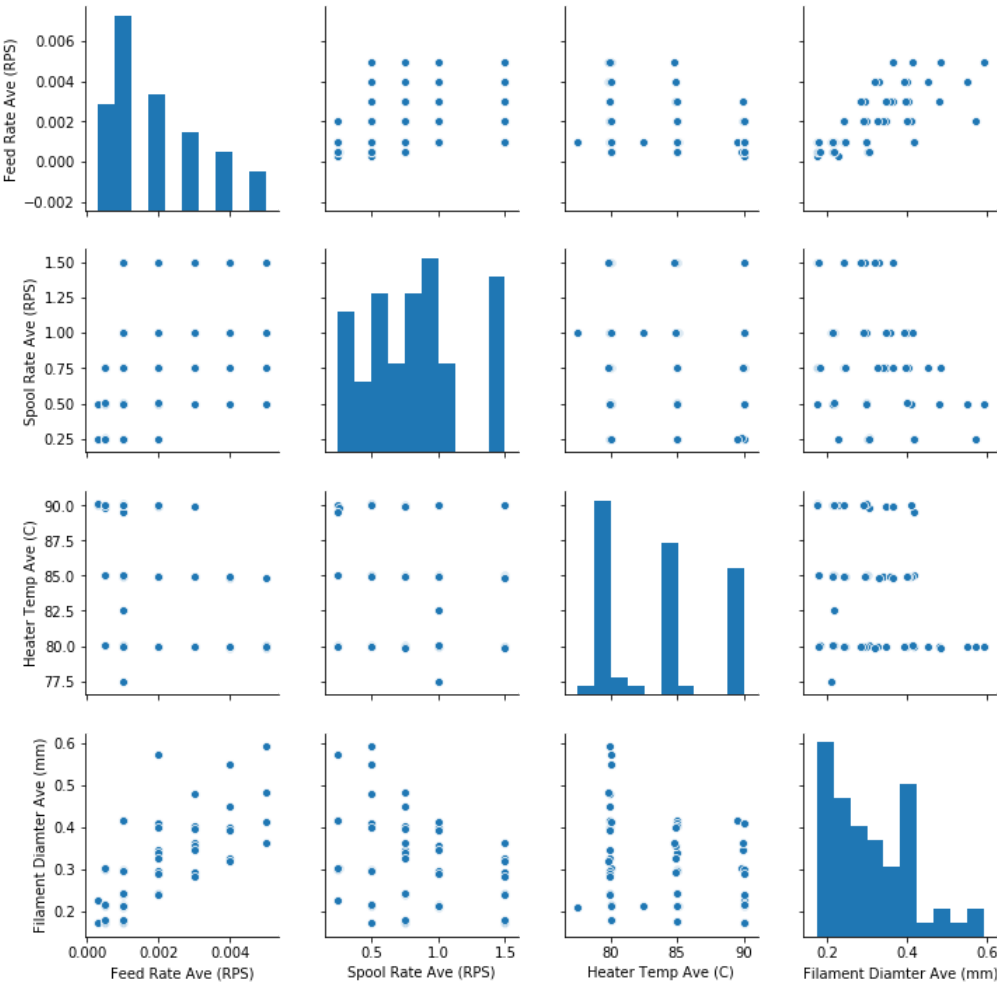 Feed Rate Ave (RPS)
0.006
0.004
0.002
0.000
−0.002
Spool Rate Ave (RPS)
1.50
1.25
1.00
0.75
0.50
0.25
Heater Temp Ave (C)
90.0
87.5
85.0
82.5
80.0
77.5
Filament Diamter Ave (mm)
0.6
0.5
0.4
0.3
0.2
0.000 0.002 0.004
Feed Rate Ave (RPS)
0.5 1.0 1.5
Spool Rate Ave (RPS)
80 85 90
Heater Temp Ave (C)
0.2 0.4 0.6
Filament Diamter Ave (mm)